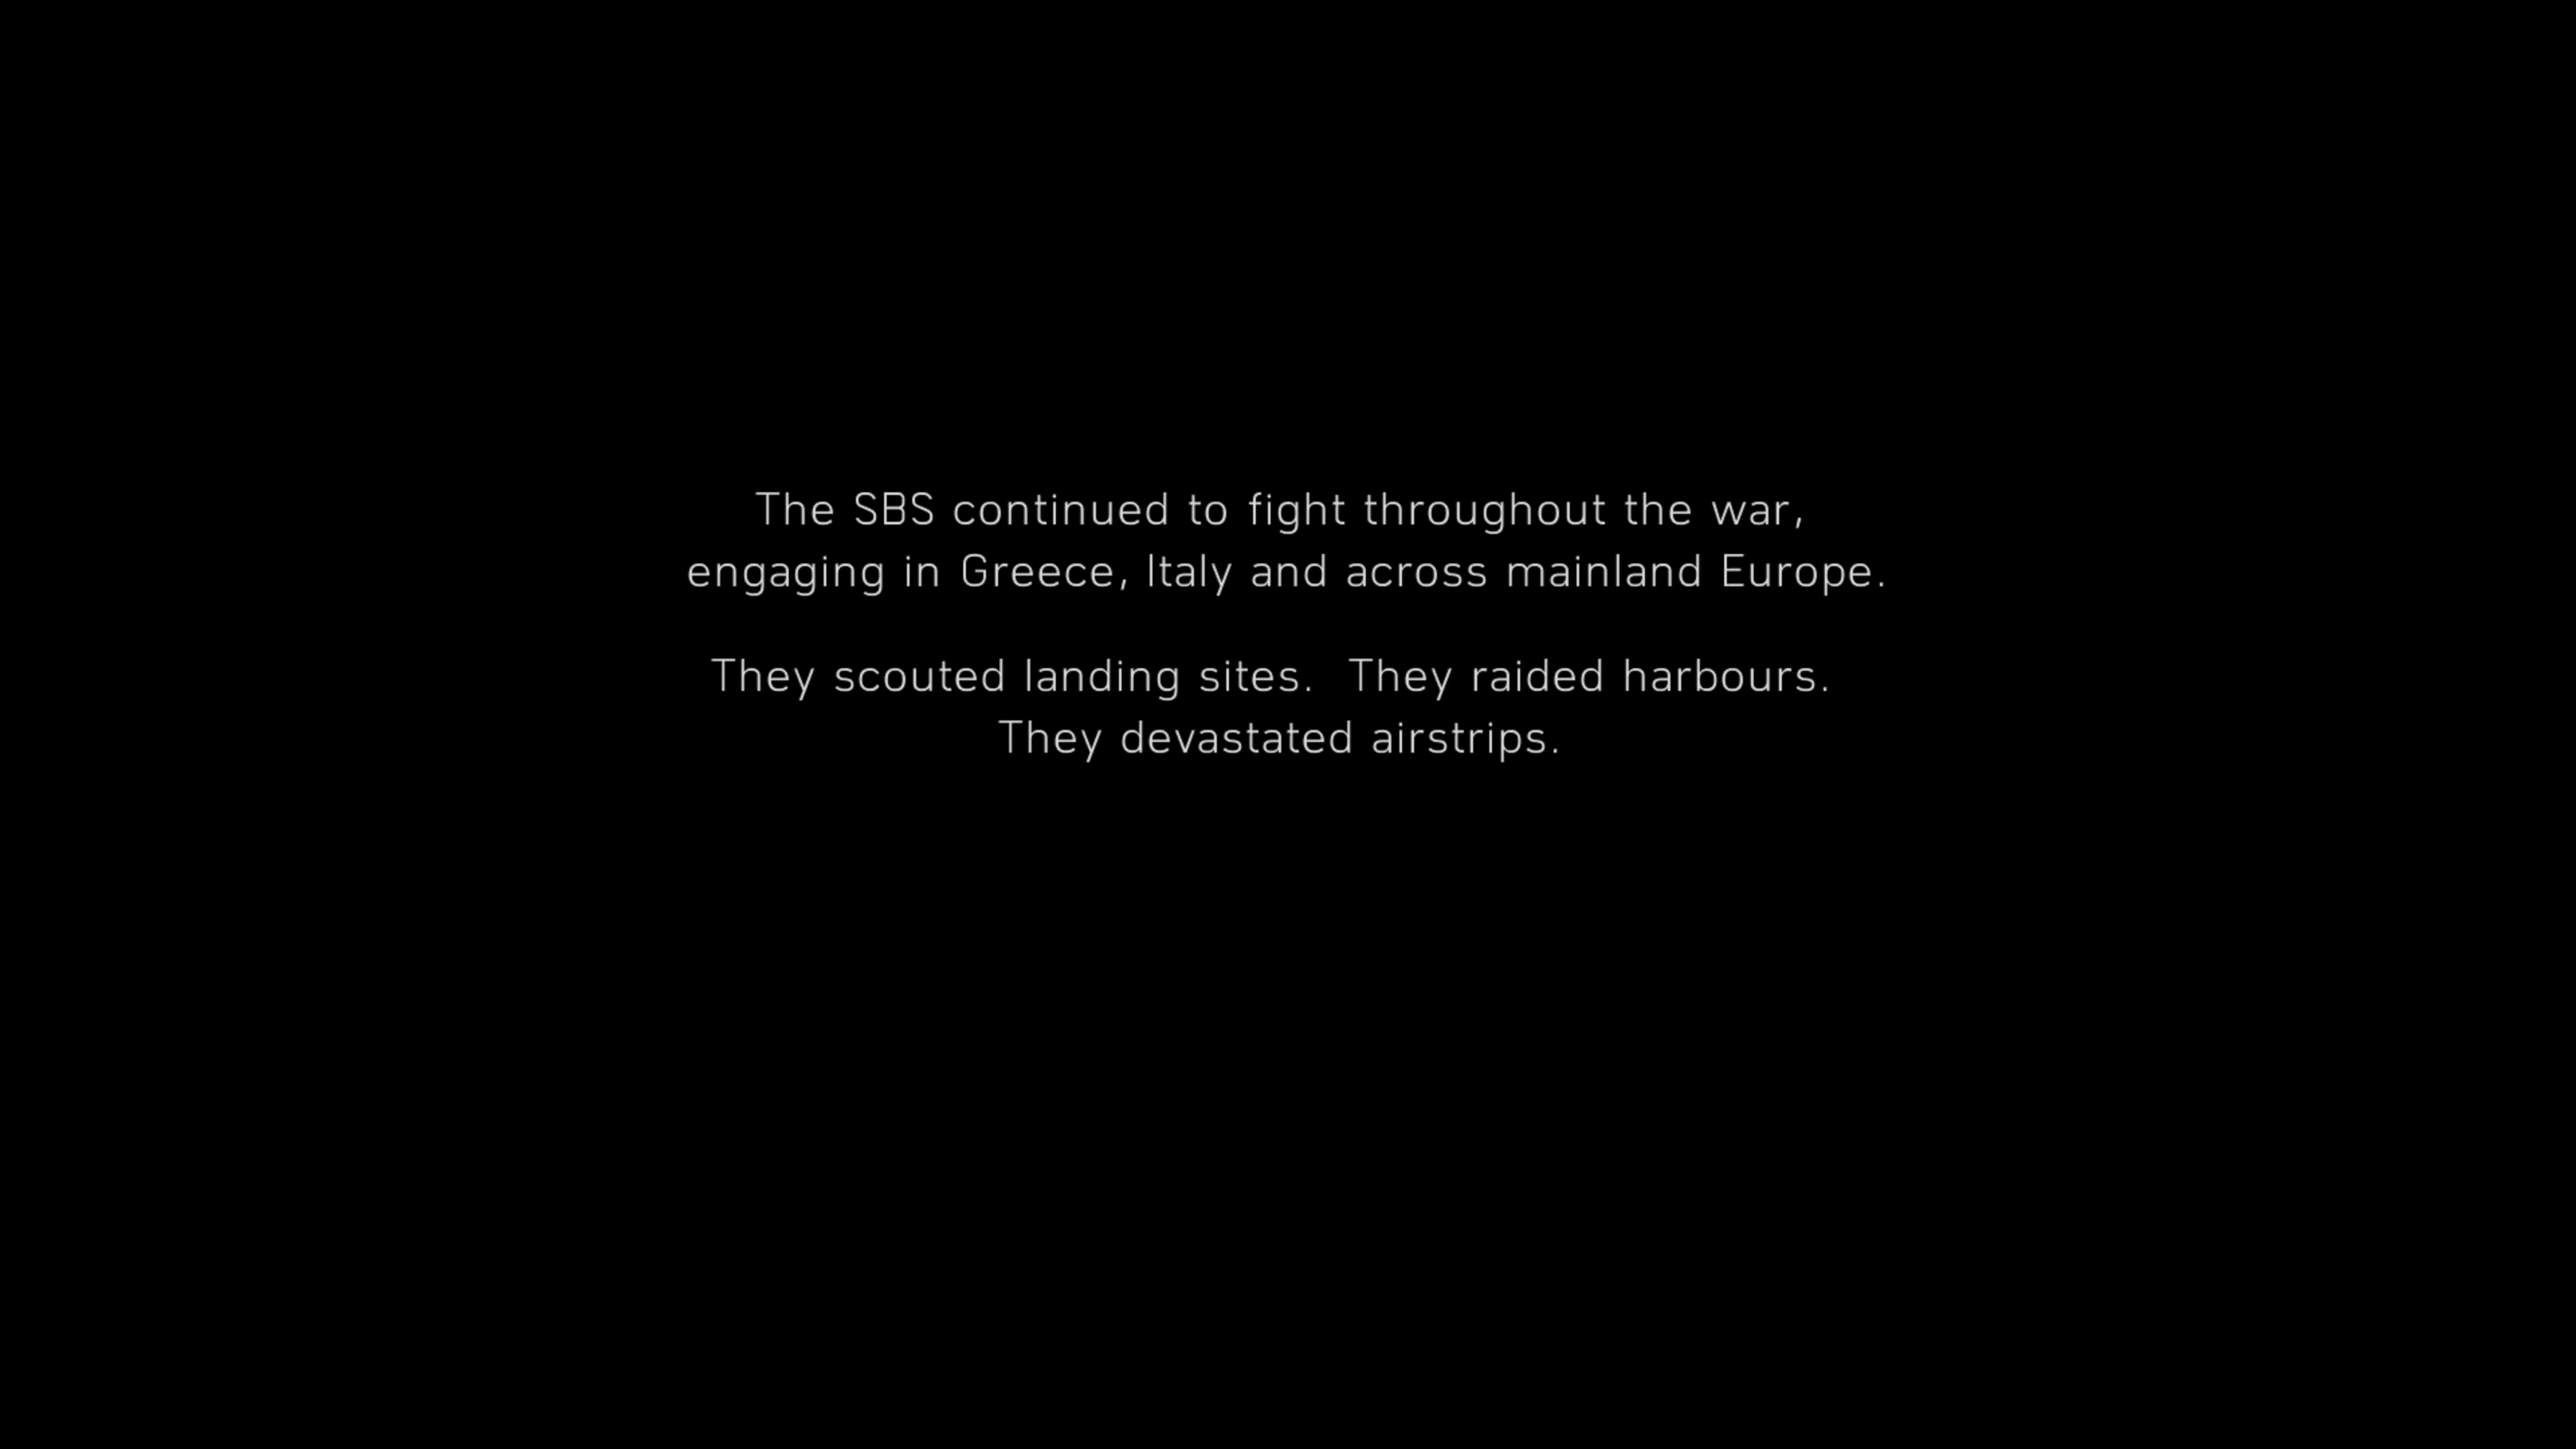 The SBS continued to fight throughout the war,
engaging in Greece, Italy and across mainland Europe.
They scouted landing sites.  They raided harbours.
They devastated airstrips.